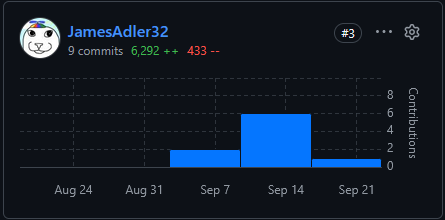 JamesAdler32
#3
9 commits 6,292 ++ 433 --
8
6
4
2
0
Contributions
Aug 24 Aug 31 Sep 7 Sep 14 Sep 21